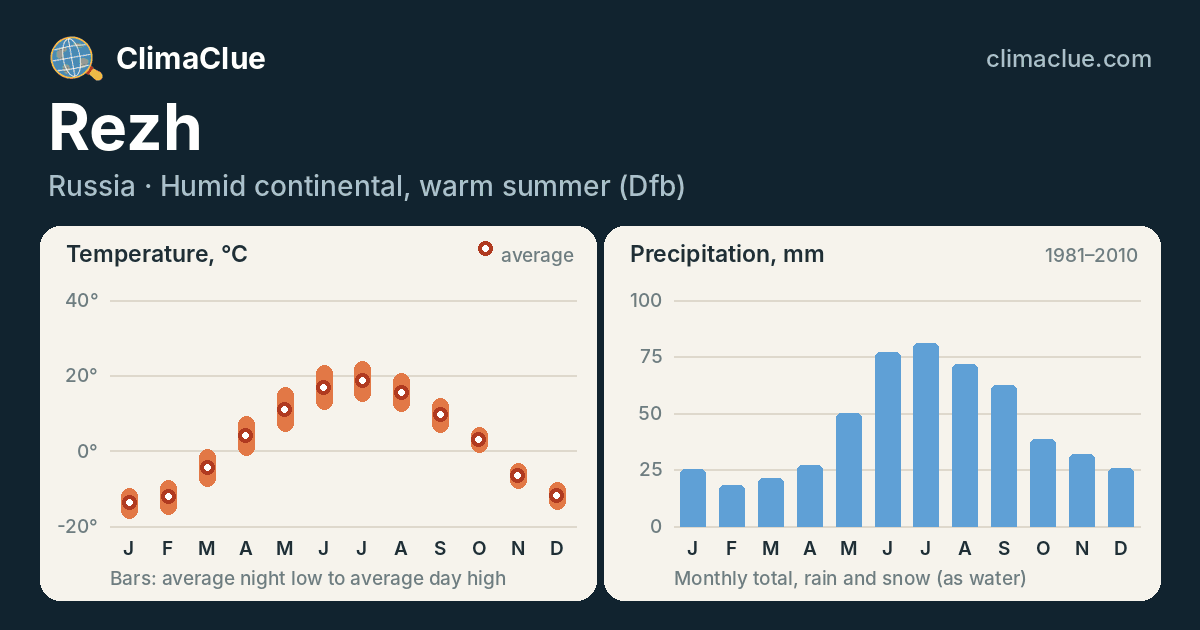 ClimaClue
climaclue.com
Rezh
Russia · Humid continental, warm summer (Dfb)
Temperature, °C
average
40°
20°
0°
-20°
J F M A M J J A S O N D
Bars: average night low to average day high
Precipitation, mm
1981–2010
100
75
50
25
0
J F M A M J J A S O N D
Monthly total, rain and snow (as water)